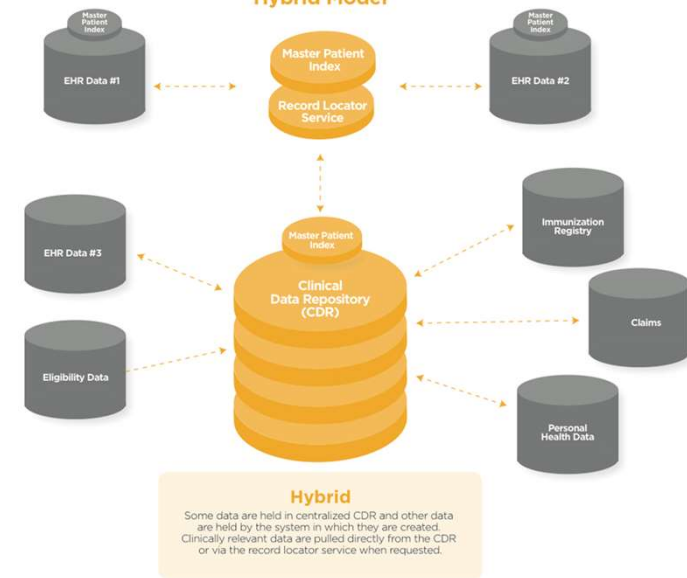 Hybrid Model
Master
Patient
Index
EHR Data #1
Master Patient
Index
Record Locator
Service
Master
Patient
Index
EHR Data #2
EHR Data #3
Eligibility Data
Master Patient
Index
Clinical
Data Repository
(CDR)
Immunization
Registry
Claims
Personal
Health Data
Hybrid
Some data are held in centralized CDR and other data
are held by the system in which they are created.
Clinically relevant data are pulled directly from the CDR
or via the record locator service when requested.